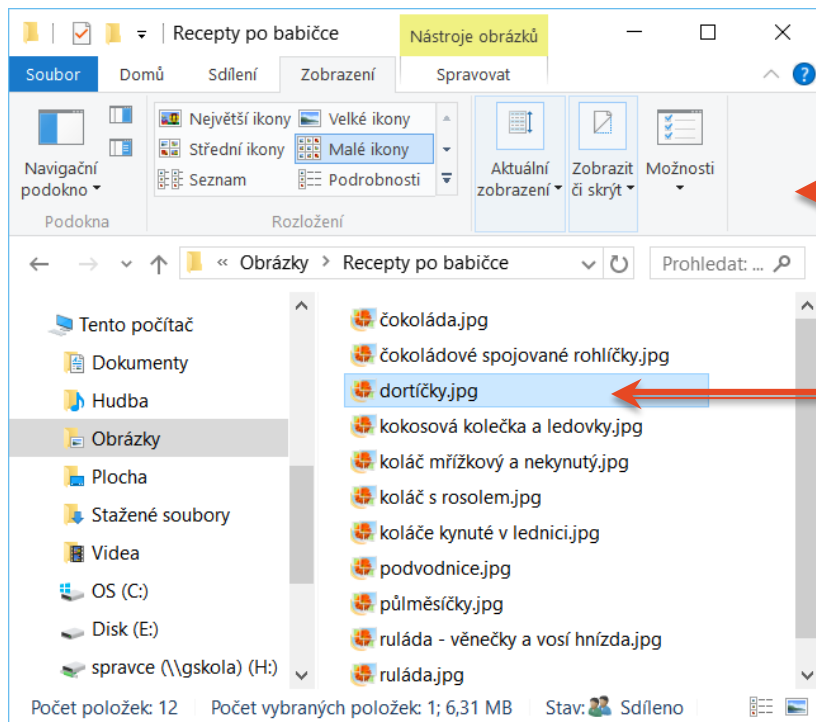 Recepty po babičce
Nástroje obrázků
Soubor Domů Sdílení Zobrazení Spravovat
Navigační podokno
Největší ikony Velké ikony
Střední ikony Malé ikony
Seznam Podrobnosti
Aktuální zobrazení
Zobrazit či skrýt
Možnosti
Podokna Rozložení
« Obrázky > Recepty po babičce
Prohledat: ...
Tento počítač
Dokumenty
Hudba
Obrázky
Plocha
Stažené soubory
Videa
OS (C:)
Disk (E:)
spravce (\\gskola) (H:)
čokoláda.jpg
čokoládové spojované rohlíčky.jpg
dortíčky.jpg
kokosová kolečka a ledovky.jpg
koláč mřížkový a nekynutý.jpg
koláč s rosolem.jpg
koláče kynuté v lednici.jpg
podvodnice.jpg
půlměsíčky.jpg
ruláda - věnečky a vosí hnízda.jpg
ruláda.jpg
Počet položek: 12 Počet vybraných položek: 1; 6,31 MB Stav: Sdíleno